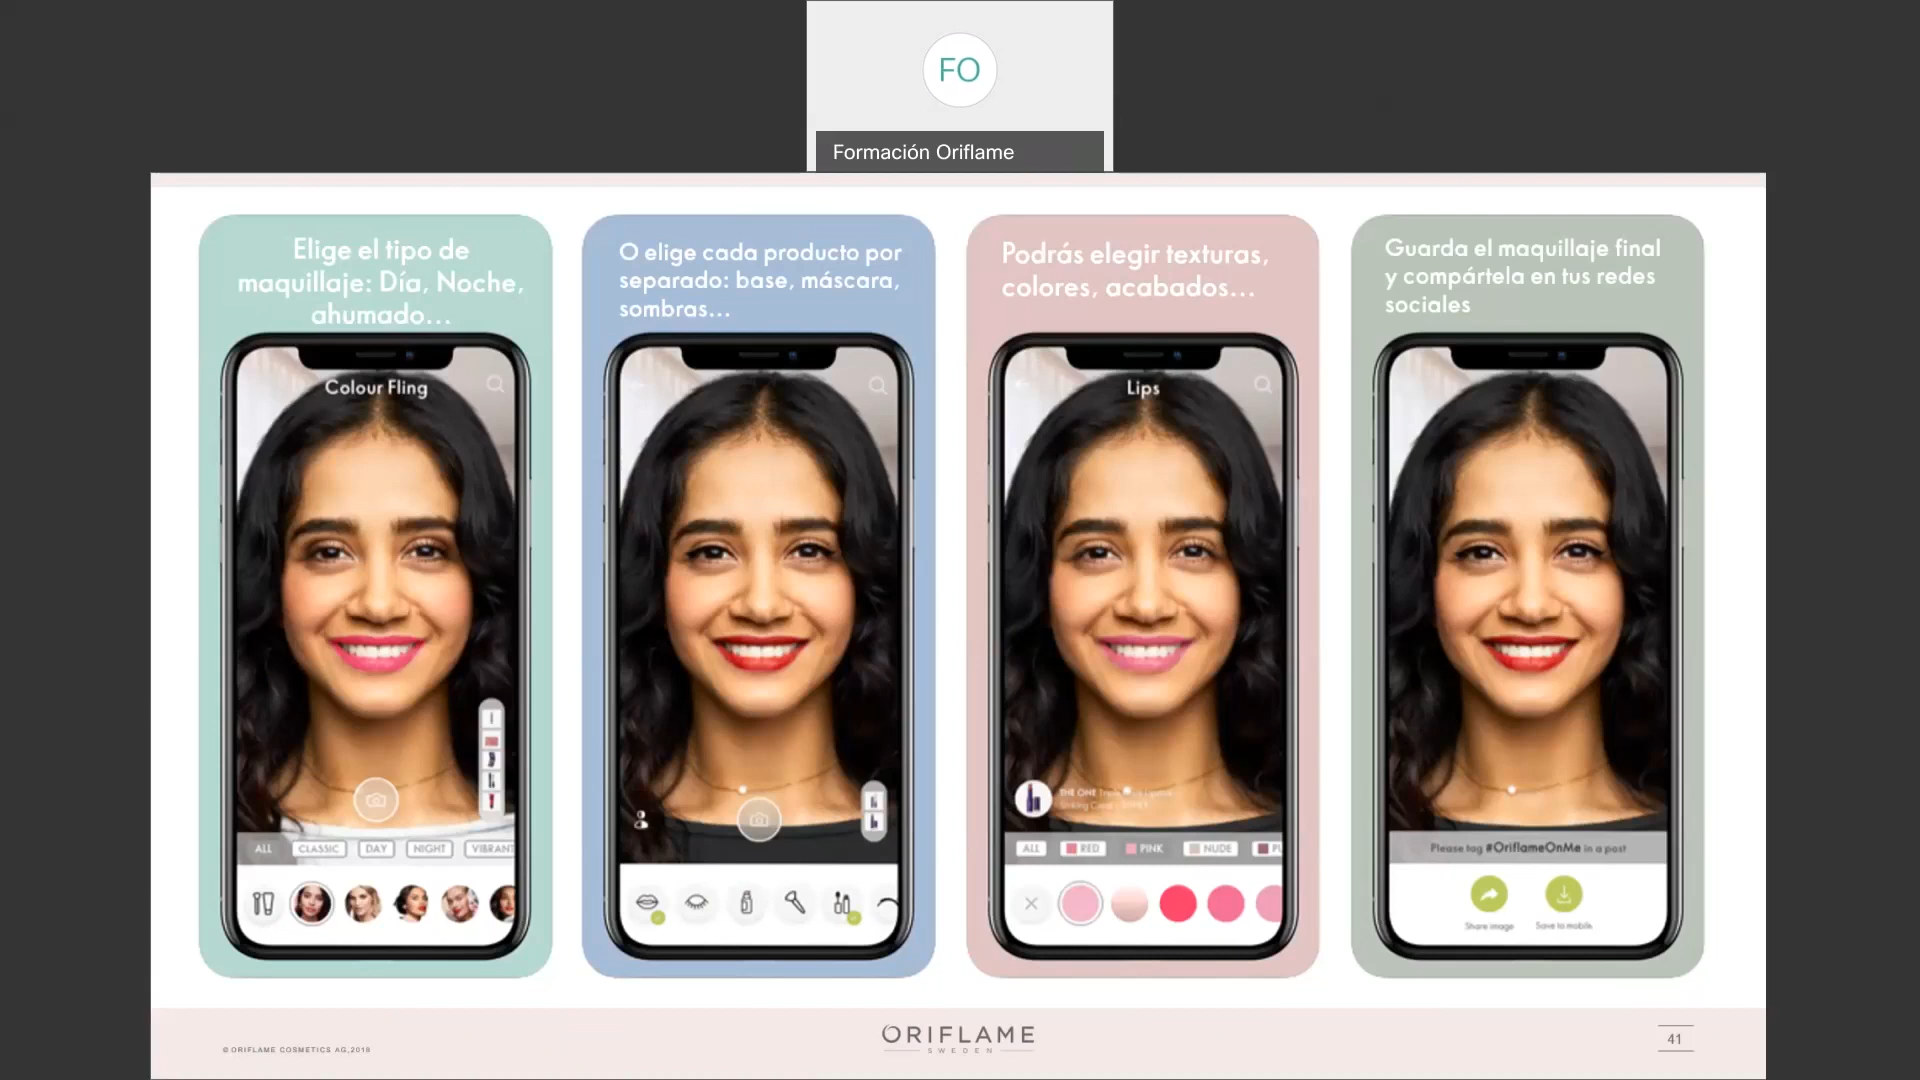 FO
Formación Oriflame
Elige el tipo de
maquillaje: Día, Noche,
ahumado...
Colour Fling
ALL CLASSIC DAY NIGHT VIBRANT
O elige cada producto por
separado: base, máscara,
sombras...
Podrás elegir texturas,
colores, acabados...
Lips
THE ONE
ALL RED PINK NUDE PU
Guarda el maquillaje final
y compártela en tus redes
sociales
Please tag #OriflameOnMe in a post
Share image Save to mobile
© ORIFLAME COSMETICS AG, 2019
ORIFLAME
SWEDEN
41